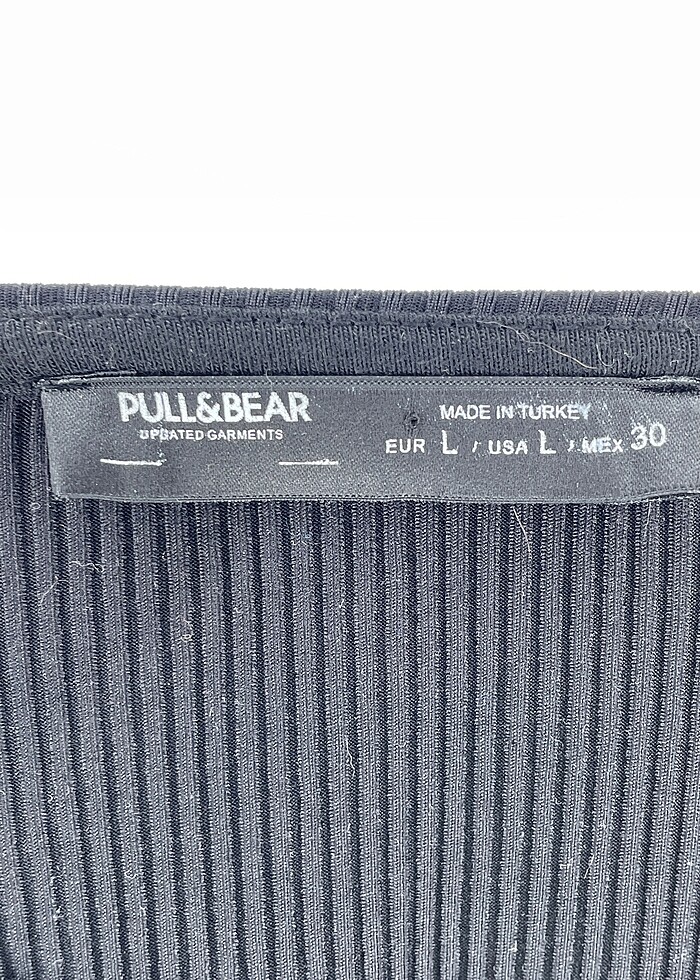 PULL&BEAR
UPDATED GARMENTS
MADE IN TURKEY
EUR L / USA L / MEX 30